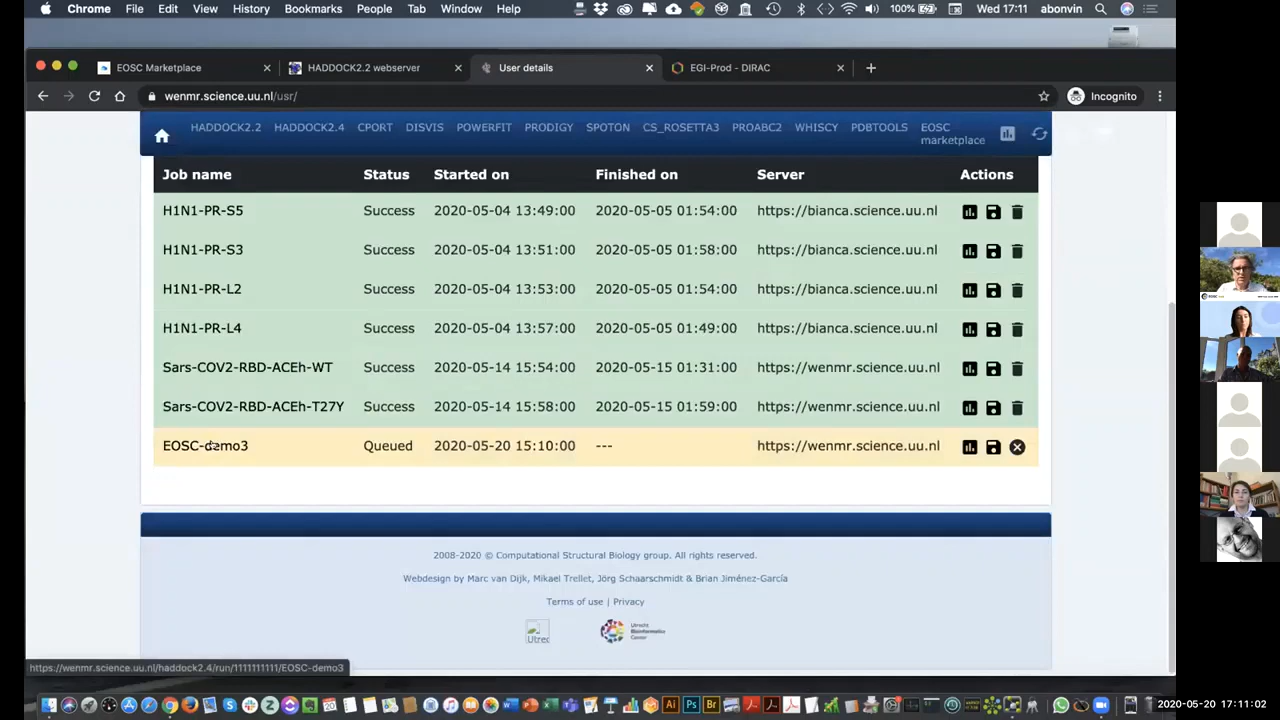 Chrome File Edit View History Bookmarks People Tab Window Help 100% Wed 17:11 abonvin
EOSC Marketplace HADDOCK2.2 webserver User details EGI-Prod - DIRAC
wenmr.science.uu.nl/usr/ Incognito
HADDOCK2.2 HADDOCK2.4 CPORT DISVIS POWERFIT PRODIGY SPOTON CS_ROSETTA3 PROABC2 WHISCY PDBTOOLS EOSC marketplace
Job name Status Started on Finished on Server Actions
H1N1-PR-S5 Success 2020-05-04 13:49:00 2020-05-05 01:54:00 https://bianca.science.uu.nl
H1N1-PR-S3 Success 2020-05-04 13:51:00 2020-05-05 01:58:00 https://bianca.science.uu.nl
H1N1-PR-L2 Success 2020-05-04 13:53:00 2020-05-05 01:54:00 https://bianca.science.uu.nl
H1N1-PR-L4 Success 2020-05-04 13:57:00 2020-05-05 01:49:00 https://bianca.science.uu.nl
Sars-COV2-RBD-ACEh-WT Success 2020-05-14 15:54:00 2020-05-15 01:31:00 https://wenmr.science.uu.nl
Sars-COV2-RBD-ACEh-T27Y Success 2020-05-14 15:58:00 2020-05-15 01:59:00 https://wenmr.science.uu.nl
EOSC-demo3 Queued 2020-05-20 15:10:00 --- https://wenmr.science.uu.nl
2008-2020 © Computational Structural Biology group. All rights reserved.
Webdesign by Marc van Dijk, Mikael Trellet, Jörg Schaarschmidt & Brian Jiménez-García
Terms of use | Privacy
Utrec
Utrecht
Bioinformatics
Center
https://wenmr.science.uu.nl/haddock2.4/run/1111111111/EOSC-demo3
Ai Ps Br
2020-05-20 17:11:02